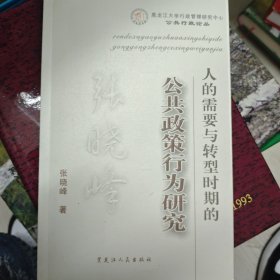 黑龙江大学行政管理研究中心
公共行政论丛
人的需要与转型时期的
公共政策行为研究
张晓峰
张晓峰 著
黑龙江人民出版社
1993